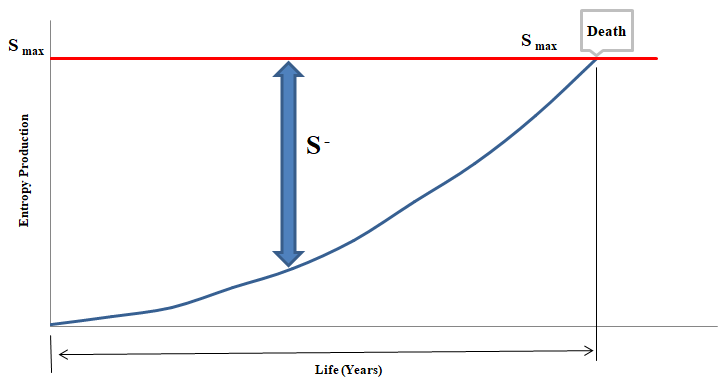 Death
S max
S max
S -
Entropy Production
Life (Years)